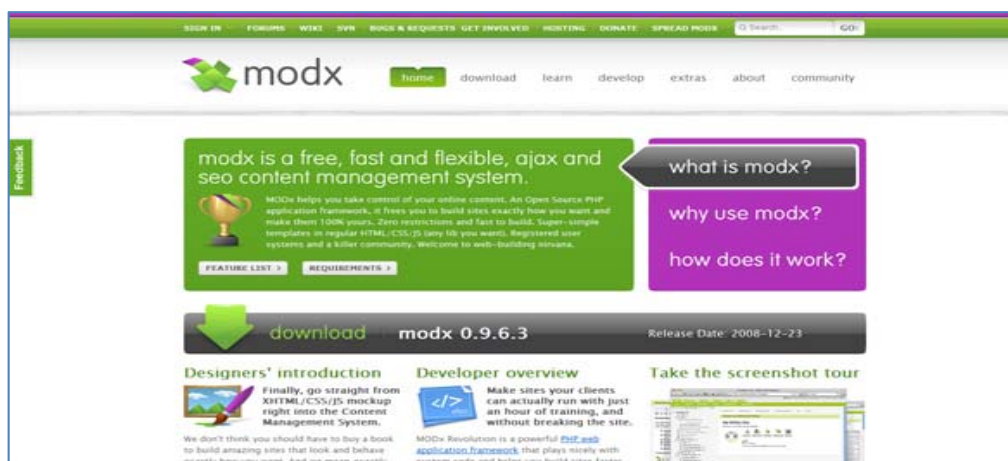 SIGN IN FORUMS WIKI SVN BUGS & REQUESTS GET INVOLVED HOSTING DONATE SPREAD MODX Search GO
modx
home download learn develop extras about community
Feedback
modx is a free, fast and flexible, ajax and
seo content management system.
MODx helps you take control of your online content. An Open Source PHP
application framework, it frees you to build sites exactly how you want and
make them 100% yours. Zero restrictions and fast to build. Super-simple
templates in regular HTML/CSS/JS (any lib you want). Registered user
systems and a killer community. Welcome to web-building nirvana.
FEATURE LIST > REQUIREMENTS >
what is modx?
why use modx?
how does it work?
download modx 0.9.6.3 Release Date: 2008-12-23
Designers' introduction
Finally, go straight from
XHTML/CSS/JS mockup
right into the Content
Management System.
We don't think you should have to buy a book
to build amazing sites that look and behave
Developer overview
</>
Make sites your clients
can actually run with just
an hour of training, and
without breaking the site.
MODx Revolution is a powerful PHP web
application framework that plays nicely with
Take the screenshot tour